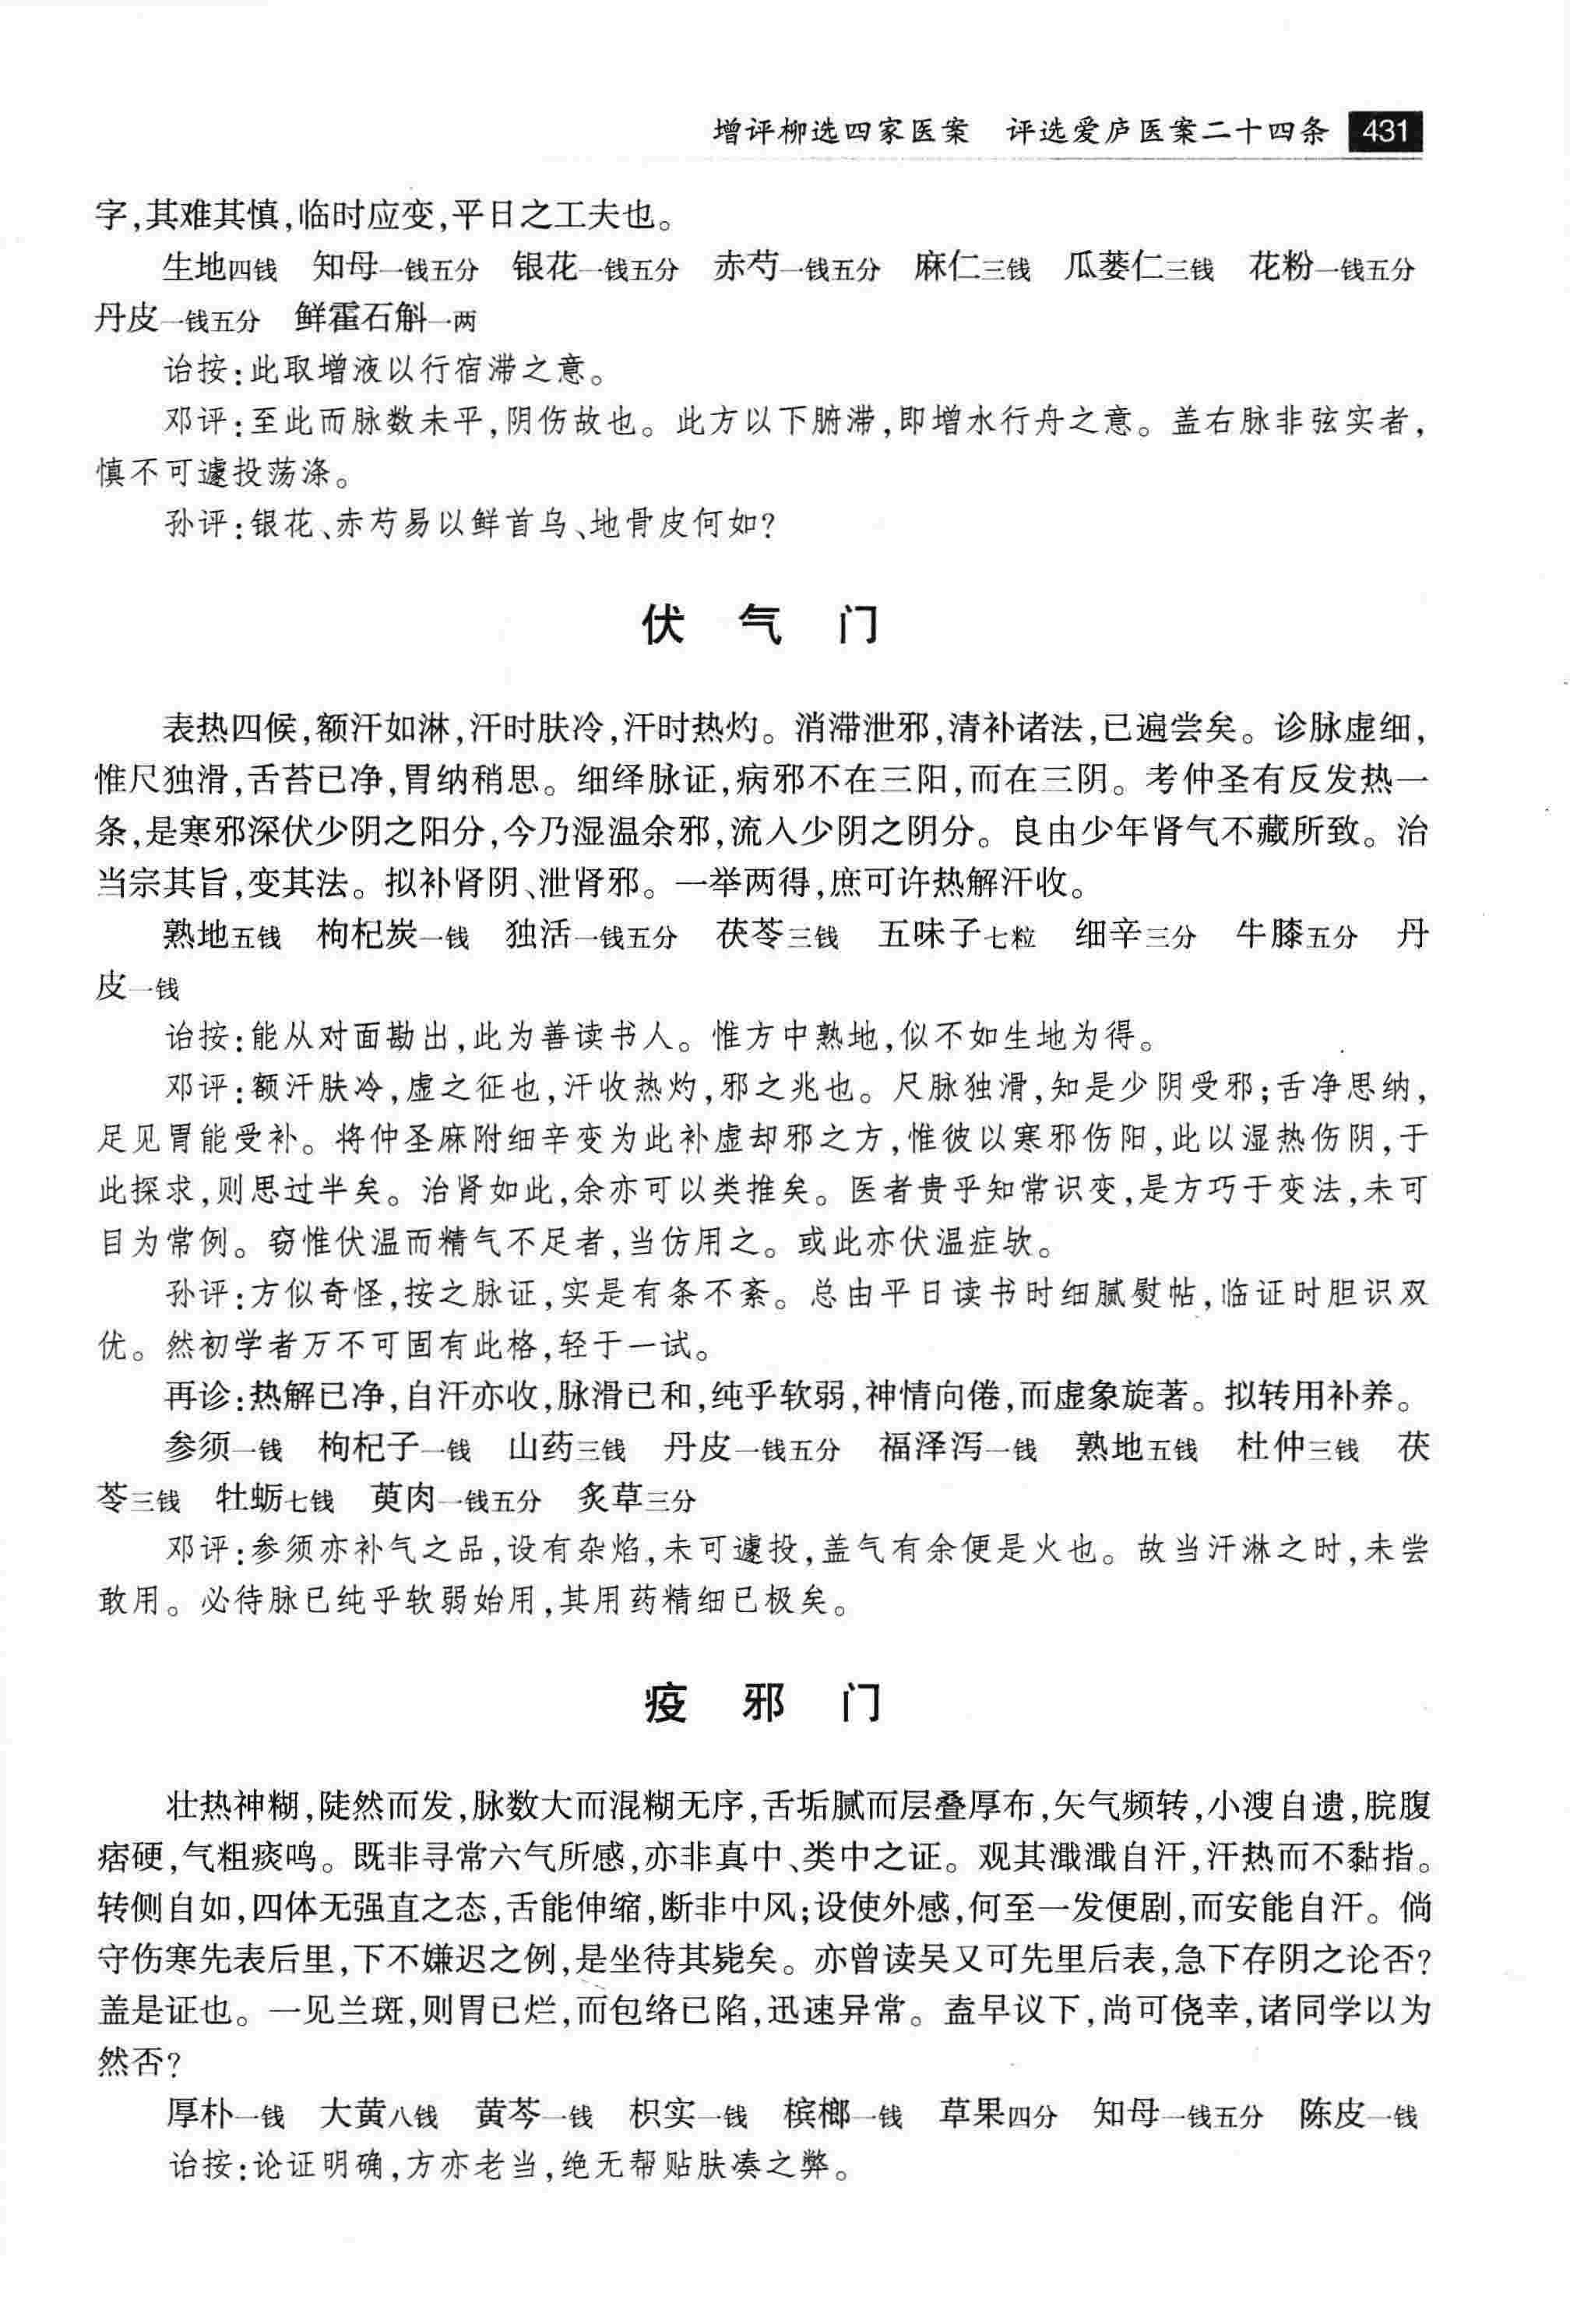 增评柳选四家医案　评选爱庐医案二十四条 431
字,其难其慎,临时应变,平日之工夫也。
生地四钱　知母一钱五分　银花一钱五分　赤芍一钱五分　麻仁三钱　瓜蒌仁三钱　花粉一钱五分
丹皮一钱五分　鲜霍石斛一两
诒按:此取增液以行宿滞之意。
邓评:至此而脉数未平,阴伤故也。此方以下腑滞,即增水行舟之意。盖右脉非弦实者,
慎不可遽投荡涤。
孙评:银花、赤芍易以鲜首乌、地骨皮何如?
伏　气　门
表热四候,额汗如淋,汗时肤冷,汗时热灼。消滞泄邪,清补诸法,已遍尝矣。诊脉虚细,
惟尺独滑,舌苔已净,胃纳稍思。细绎脉证,病邪不在三阳,而在三阴。考仲圣有反发热一
条,是寒邪深伏少阴之阳分,今乃湿温余邪,流入少阴之阴分。良由少年肾气不藏所致。治
当宗其旨,变其法。拟补肾阴、泄肾邪。一举两得,庶可许热解汗收。
熟地五钱　枸杞炭一钱　独活一钱五分　茯苓三钱　五味子七粒　细辛三分　牛膝五分　丹
皮一钱
诒按:能从对面勘出,此为善读书人。惟方中熟地,似不如生地为得。
邓评:额汗肤冷,虚之征也,汗收热灼,邪之兆也。尺脉独滑,知是少阴受邪;舌净思纳,
足见胃能受补。将仲圣麻附细辛变为此补虚却邪之方,惟彼以寒邪伤阳,此以湿热伤阴,于
此探求,则思过半矣。治肾如此,余亦可以类推矣。医者贵乎知常识变,是方巧于变法,未可
目为常例。窃惟伏温而精气不足者,当仿用之。或此亦伏温症欤。
孙评:方似奇怪,按之脉证,实是有条不紊。总由平日读书时细腻熨帖,临证时胆识双
优。然初学者万不可固有此格,轻于一试。
再诊:热解已净,自汗亦收,脉滑已和,纯乎软弱,神情向倦,而虚象旋著。拟转用补养。
参须一钱　枸杞子一钱　山药三钱　丹皮一钱五分　福泽泻一钱　熟地五钱　杜仲三钱　茯
苓三钱　牡蛎七钱　萸肉一钱五分　炙草三分
邓评:参须亦补气之品,设有杂焰,未可遽投,盖气有余便是火也。故当汗淋之时,未尝
敢用。必待脉已纯乎软弱始用,其用药精细已极矣。
疫　邪　门
壮热神糊,陡然而发,脉数大而混糊无序,舌垢腻而层叠厚布,矢气频转,小溲自遗,脘腹
痞硬,气粗痰鸣。既非寻常六气所感,亦非真中、类中之证。观其濈濈自汗,汗热而不黏指。
转侧自如,四体无强直之态,舌能伸缩,断非中风;设使外感,何至一发便剧,而安能自汗。倘
守伤寒先表后里,下不嫌迟之例,是坐待其毙矣。亦曾读吴又可先里后表,急下存阴之论否?
盖是证也。一见兰斑,则胃已烂,而包络已陷,迅速异常。盍早议下,尚可侥幸,诸同学以为
然否?
厚朴一钱　大黄八钱　黄芩一钱　枳实一钱　槟榔一钱　草果四分　知母一钱五分　陈皮一钱
诒按:论证明确,方亦老当,绝无帮贴肤凑之弊。